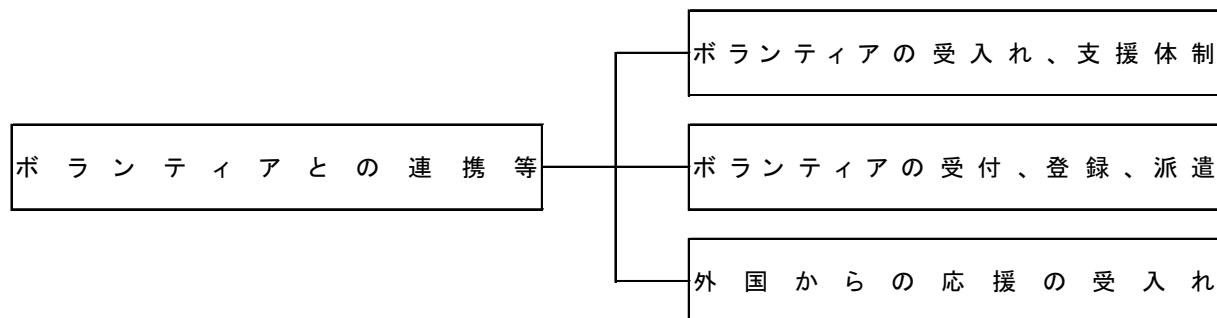 ボランティアとの連携等
ボランティアの受入れ、支援体制
ボランティアの受付、登録、派遣
外国からの応援の受入れ